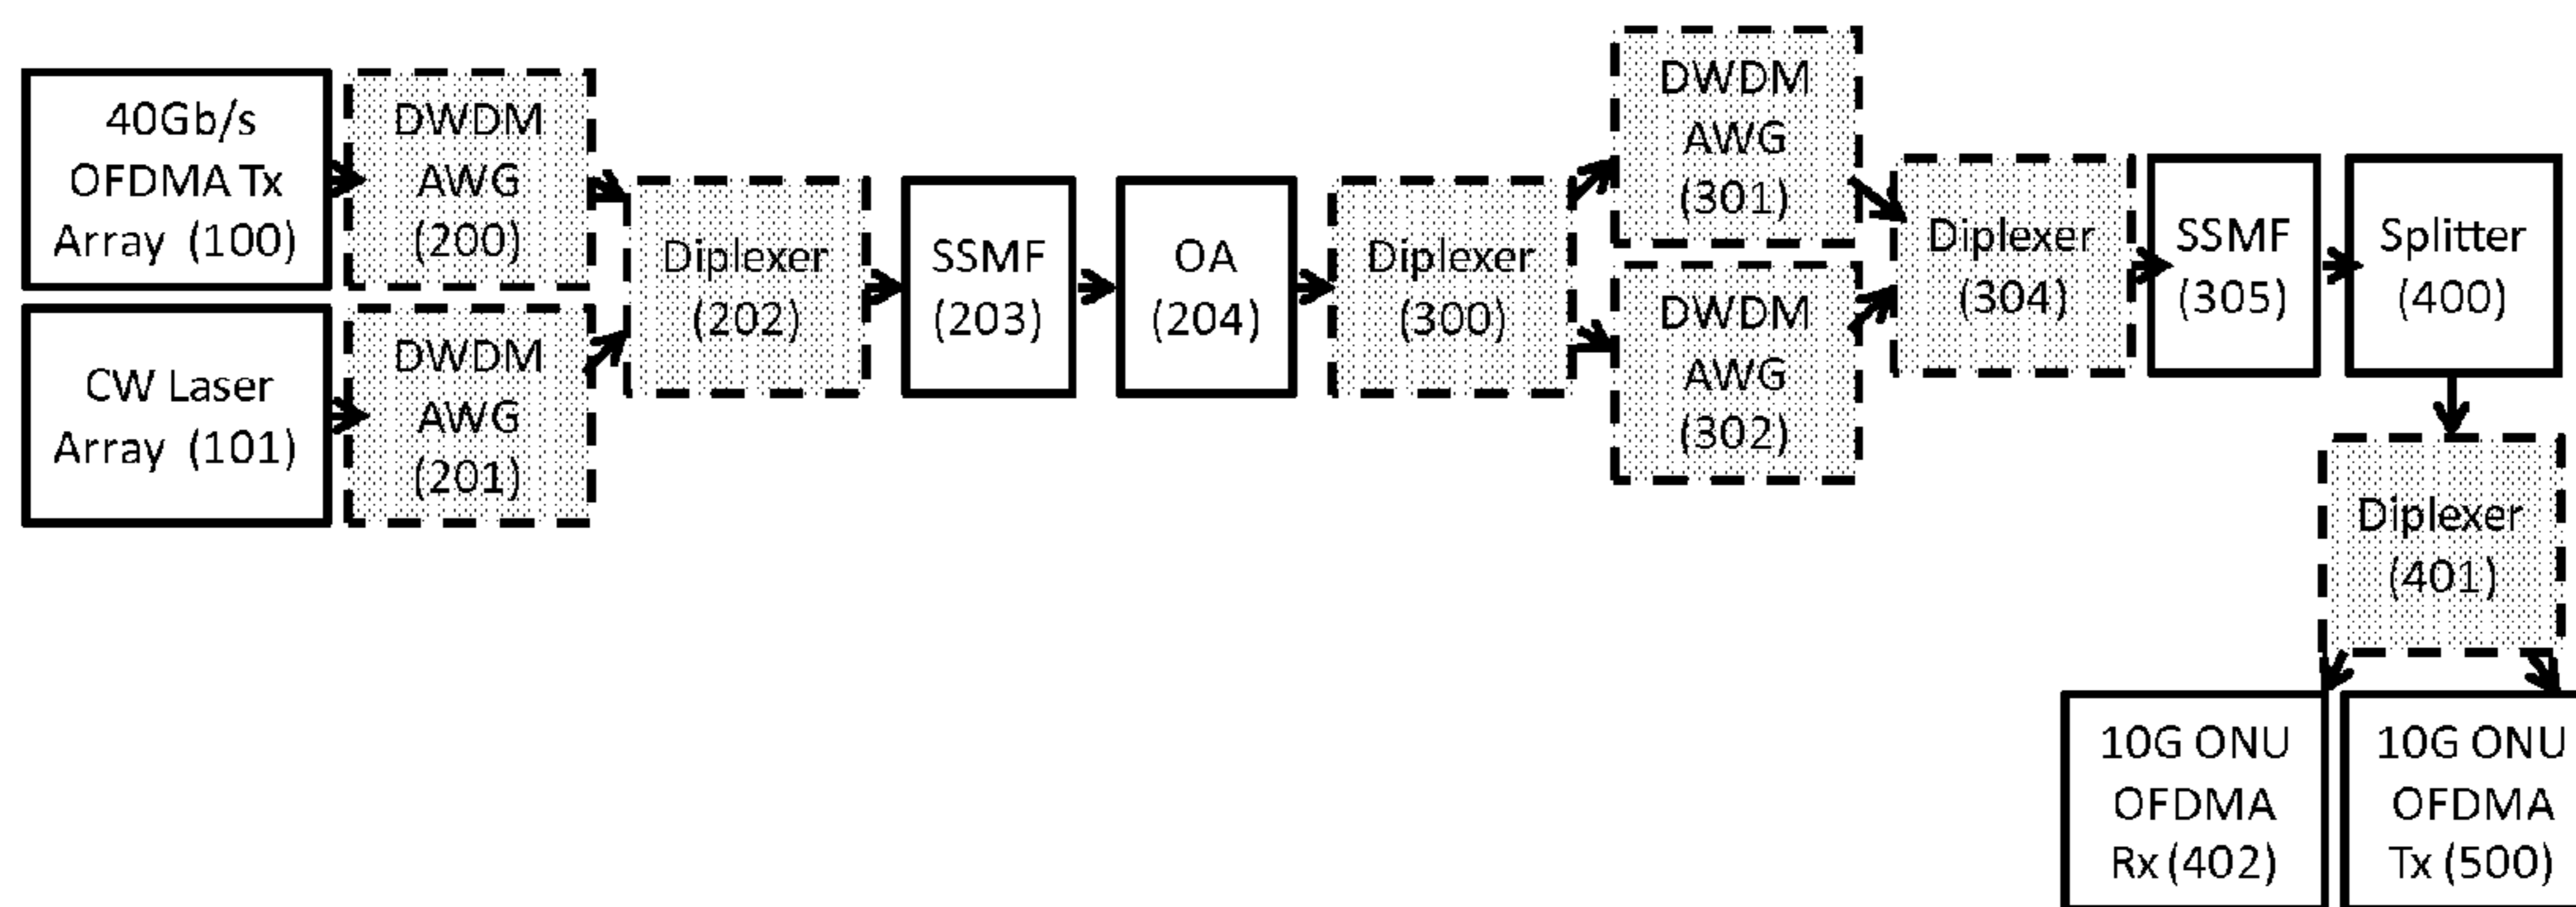 40Gb/s
OFDMA Tx
Array (100)
DWDM
AWG
(200)
CW Laser
Array (101)
DWDM
AWG
(201)
Diplexer
(202)
SSMF
(203)
OA
(204)
Diplexer
(300)
DWDM
AWG
(301)
DWDM
AWG
(302)
Diplexer
(304)
SSMF
(305)
Splitter
(400)
Diplexer
(401)
10G ONU
OFDMA
Rx (402)
10G ONU
OFDMA
Tx (500)